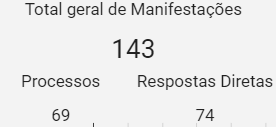 Total geral de Manifestações
143
Processos Respostas Diretas
69 74